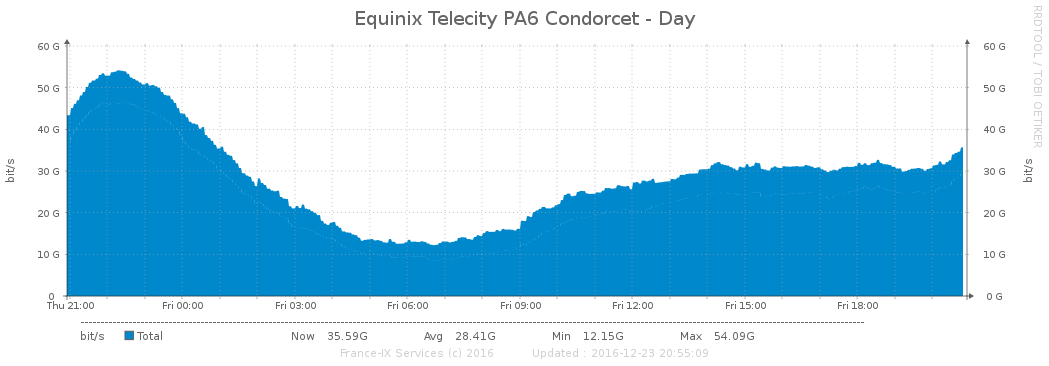 Equinix Telecity PA6 Condorcet - Day
RRDTOOL / TOBI OETIKER
60 G 60 G
50 G 50 G
40 G 40 G
30 G 30 G
20 G 20 G
10 G 10 G
0 0 G
bit/s bit/s
Thu 21:00 Fri 00:00 Fri 03:00 Fri 06:00 Fri 09:00 Fri 12:00 Fri 15:00 Fri 18:00
bit/s Total Now 35.59G Avg 28.41G Min 12.15G Max 54.09G
France-IX Services (c) 2016 Updated : 2016-12-23 20:55:09